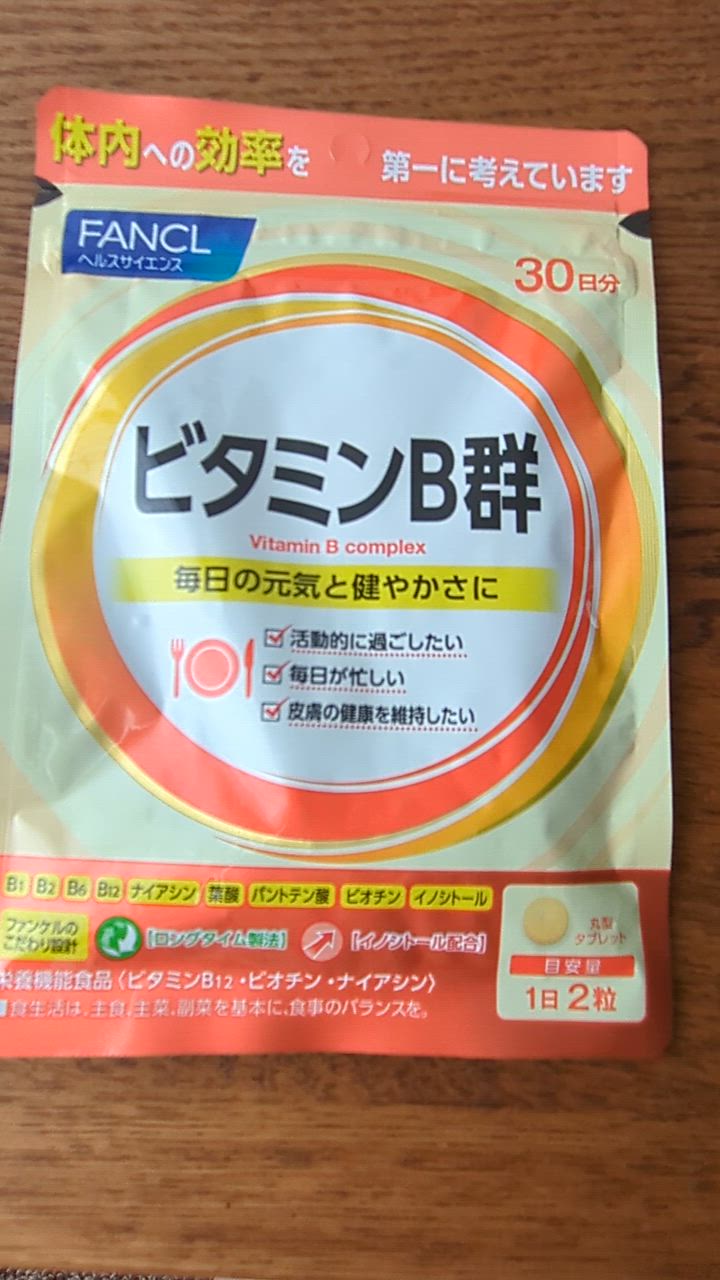 体内への効率を 第一に考えています
FANCL
ヘルスサイエンス
30日分
ビタミンB群
Vitamin B complex
毎日の元気と健やかさに
活動的に過ごしたい
毎日が忙しい
皮膚の健康を維持したい
B1 B2 B6 B12 ナイアシン 葉酸 パントテン酸 ビオチン イノシトール
ファンケルの
こだわり設計
[ロングタイム製法] [イノシトール配合]
丸型
タブレット
目安量
1日2粒
栄養機能食品〈ビタミンB12・ビオチン・ナイアシン〉
■食生活は、主食、主菜、副菜を基本に、食事のバランスを。